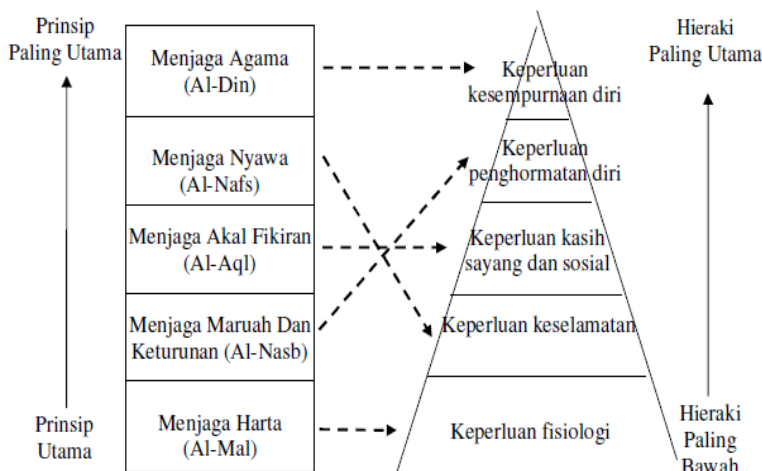 Prinsip
Paling Utama
Menjaga Agama
(Al-Din)
Menjaga Nyawa
(Al-Nafs)
Menjaga Akal Fikiran
(Al-Aql)
Menjaga Maruah Dan
Keturunan (Al-Nasb)
Menjaga Harta
(Al-Mal)
Prinsip
Utama
Keperluan
kesempurnaan diri
Keperluan
penghormatan diri
Keperluan kasih
sayang dan sosial
Keperluan keselamatan
Keperluan fisiologi
Hieraki
Paling Utama
Hieraki
Paling
Bawah